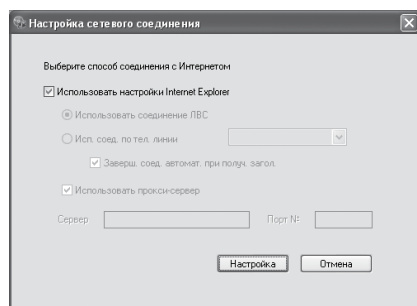 Настройка сетевого соединения
Выберите способ соединения с Интернетом
Использовать настройки Internet Explorer
Использовать соединение ЛВС
Исп. соед. по тел. линии
Заверш. соед. автомат. при получ. загол.
Использовать прокси-сервер
Сервер Порт №
Настройка Отмена